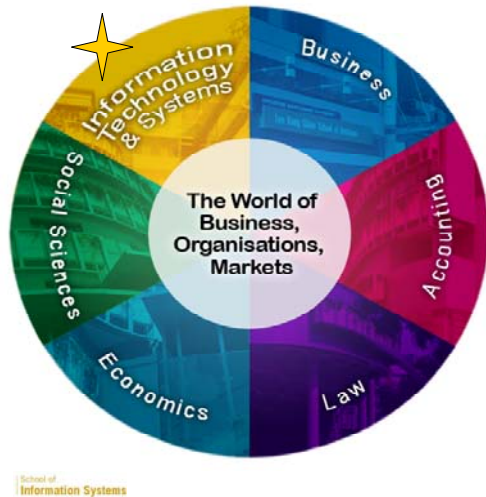 Information
Technology
& Systems
Business
Social Sciences
The World of
Business,
Organisations,
Markets
Accounting
Economics
Law
School of
Information Systems